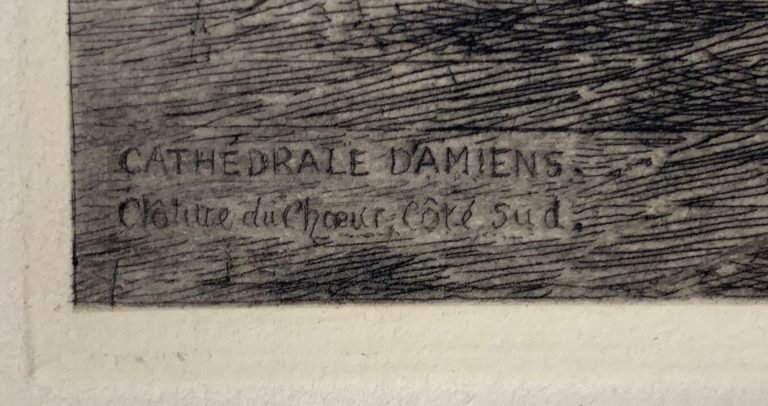 CATHÉDRALE D'AMIENS.
Clôture du Chœur, Côté Sud.